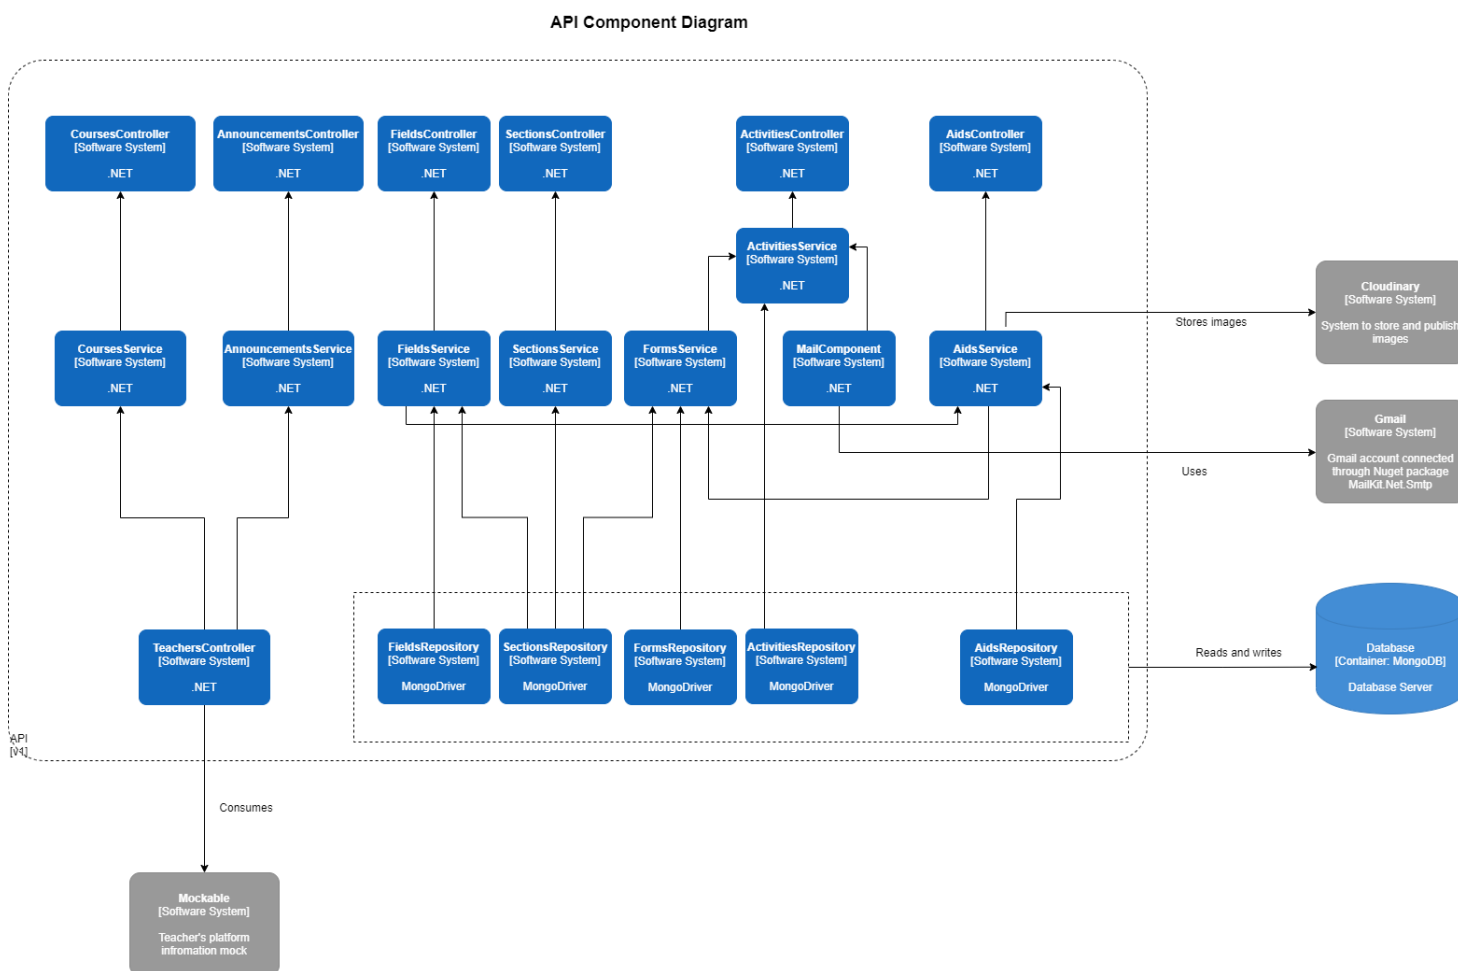 API Component Diagram
CoursesController
[Software System]
.NET
AnnouncementsController
[Software System]
.NET
FieldsController
[Software System]
.NET
SectionsController
[Software System]
.NET
ActivitiesController
[Software System]
.NET
AidsController
[Software System]
.NET
ActivitiesService
[Software System]
.NET
Cloudinary
[Software System]
System to store and publish
images
Stores images
CoursesService
[Software System]
.NET
AnnouncementsService
[Software System]
.NET
FieldsService
[Software System]
.NET
SectionsService
[Software System]
.NET
FormsService
[Software System]
.NET
MailComponent
[Software System]
.NET
AidsService
[Software System]
.NET
Gmail
[Software System]
Gmail account connected
through Nuget package
MailKit.Net.Smtp
Uses
TeachersController
[Software System]
.NET
FieldsRepository
[Software System]
MongoDriver
SectionsRepository
[Software System]
MongoDriver
FormsRepository
[Software System]
MongoDriver
ActivitiesRepository
[Software System]
MongoDriver
AidsRepository
[Software System]
MongoDriver
Reads and writes
Database
[Container: MongoDB]
Database Server
API
[v1]
Consumes
Mockable
[Software System]
Teacher's platform
infromation mock